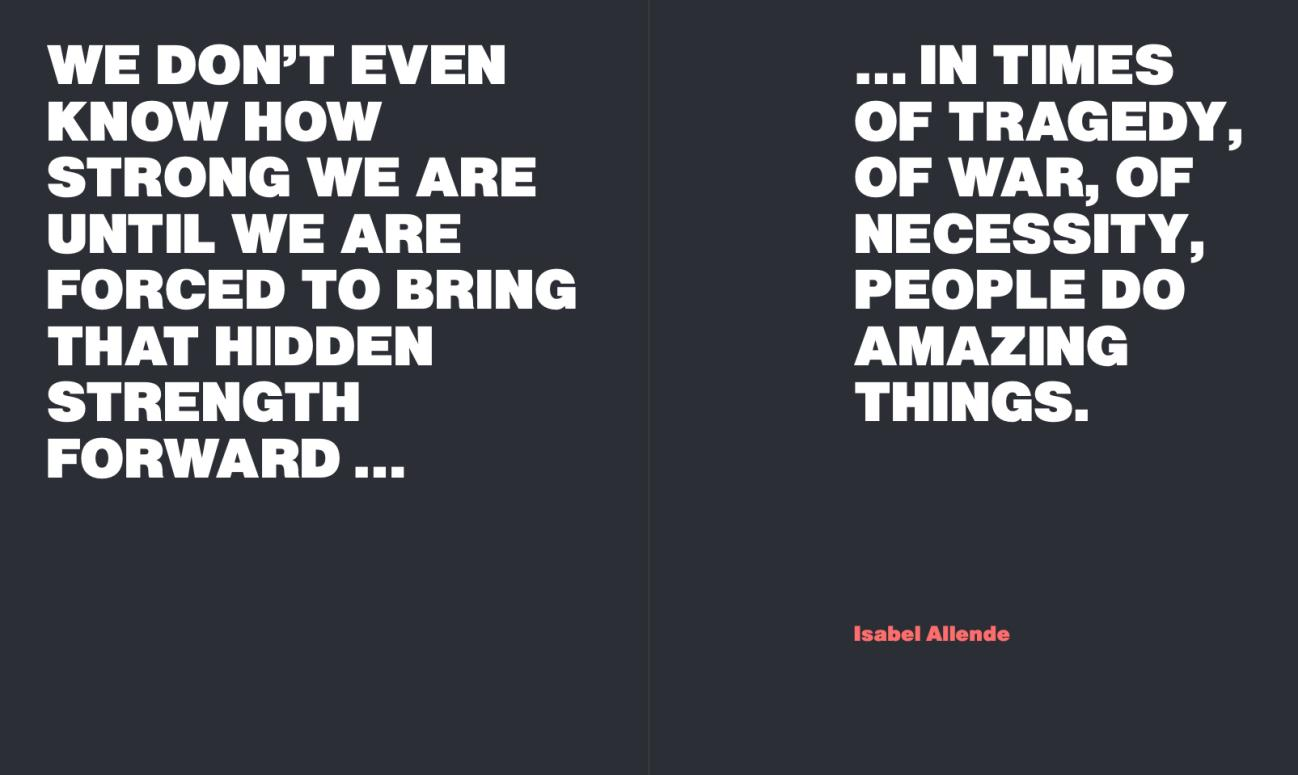 WE DON’T EVEN
KNOW HOW
STRONG WE ARE
UNTIL WE ARE
FORCED TO BRING
THAT HIDDEN
STRENGTH
FORWARD ...
... IN TIMES
OF TRAGEDY,
OF WAR, OF
NECESSITY,
PEOPLE DO
AMAZING
THINGS.
Isabel Allende